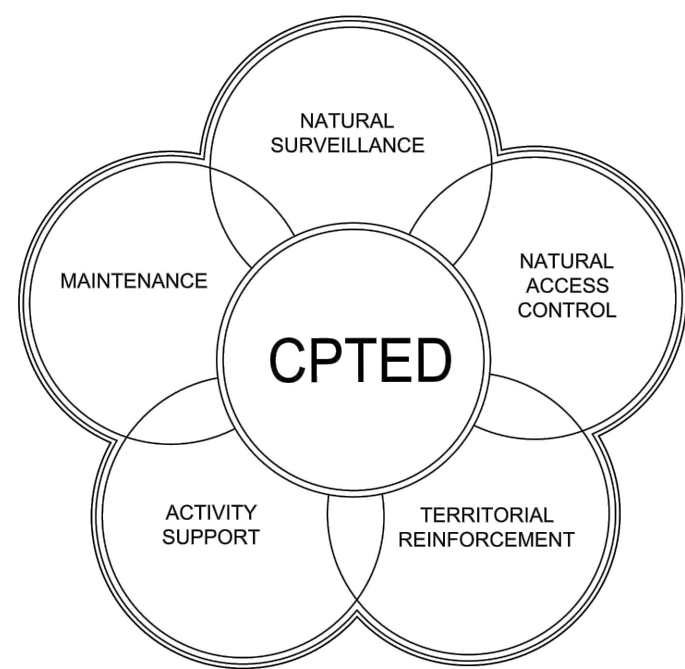 NATURAL
SURVEILLANCE
MAINTENANCE
NATURAL
ACCESS
CONTROL
CPTED
ACTIVITY
SUPPORT
TERRITORIAL
REINFORCEMENT